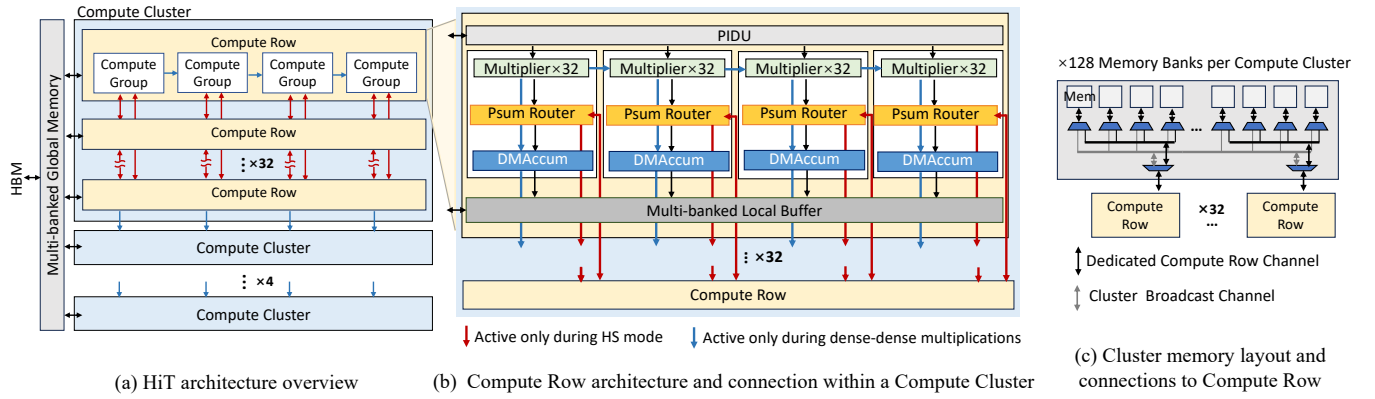 Compute Cluster
Compute Row
Compute Group
Compute Group
Compute Group
Compute Group
Compute Row
⋮ ×32
Compute Row
Compute Cluster
⋮ ×4
Compute Cluster
HBM
Multi-banked Global Memory
(a) HiT architecture overview
PIDU
Multiplier×32
Multiplier×32
Multiplier×32
Multiplier×32
Psum Router
Psum Router
Psum Router
Psum Router
DMAccum
DMAccum
DMAccum
DMAccum
Multi-banked Local Buffer
⋮ ×32
Compute Row
Active only during HS mode
Active only during dense-dense multiplications
(b) Compute Row architecture and connection within a Compute Cluster
×128 Memory Banks per Compute Cluster
Mem
...
Compute Row
×32
...
Compute Row
Dedicated Compute Row Channel
Cluster Broadcast Channel
(c) Cluster memory layout and
connections to Compute Row